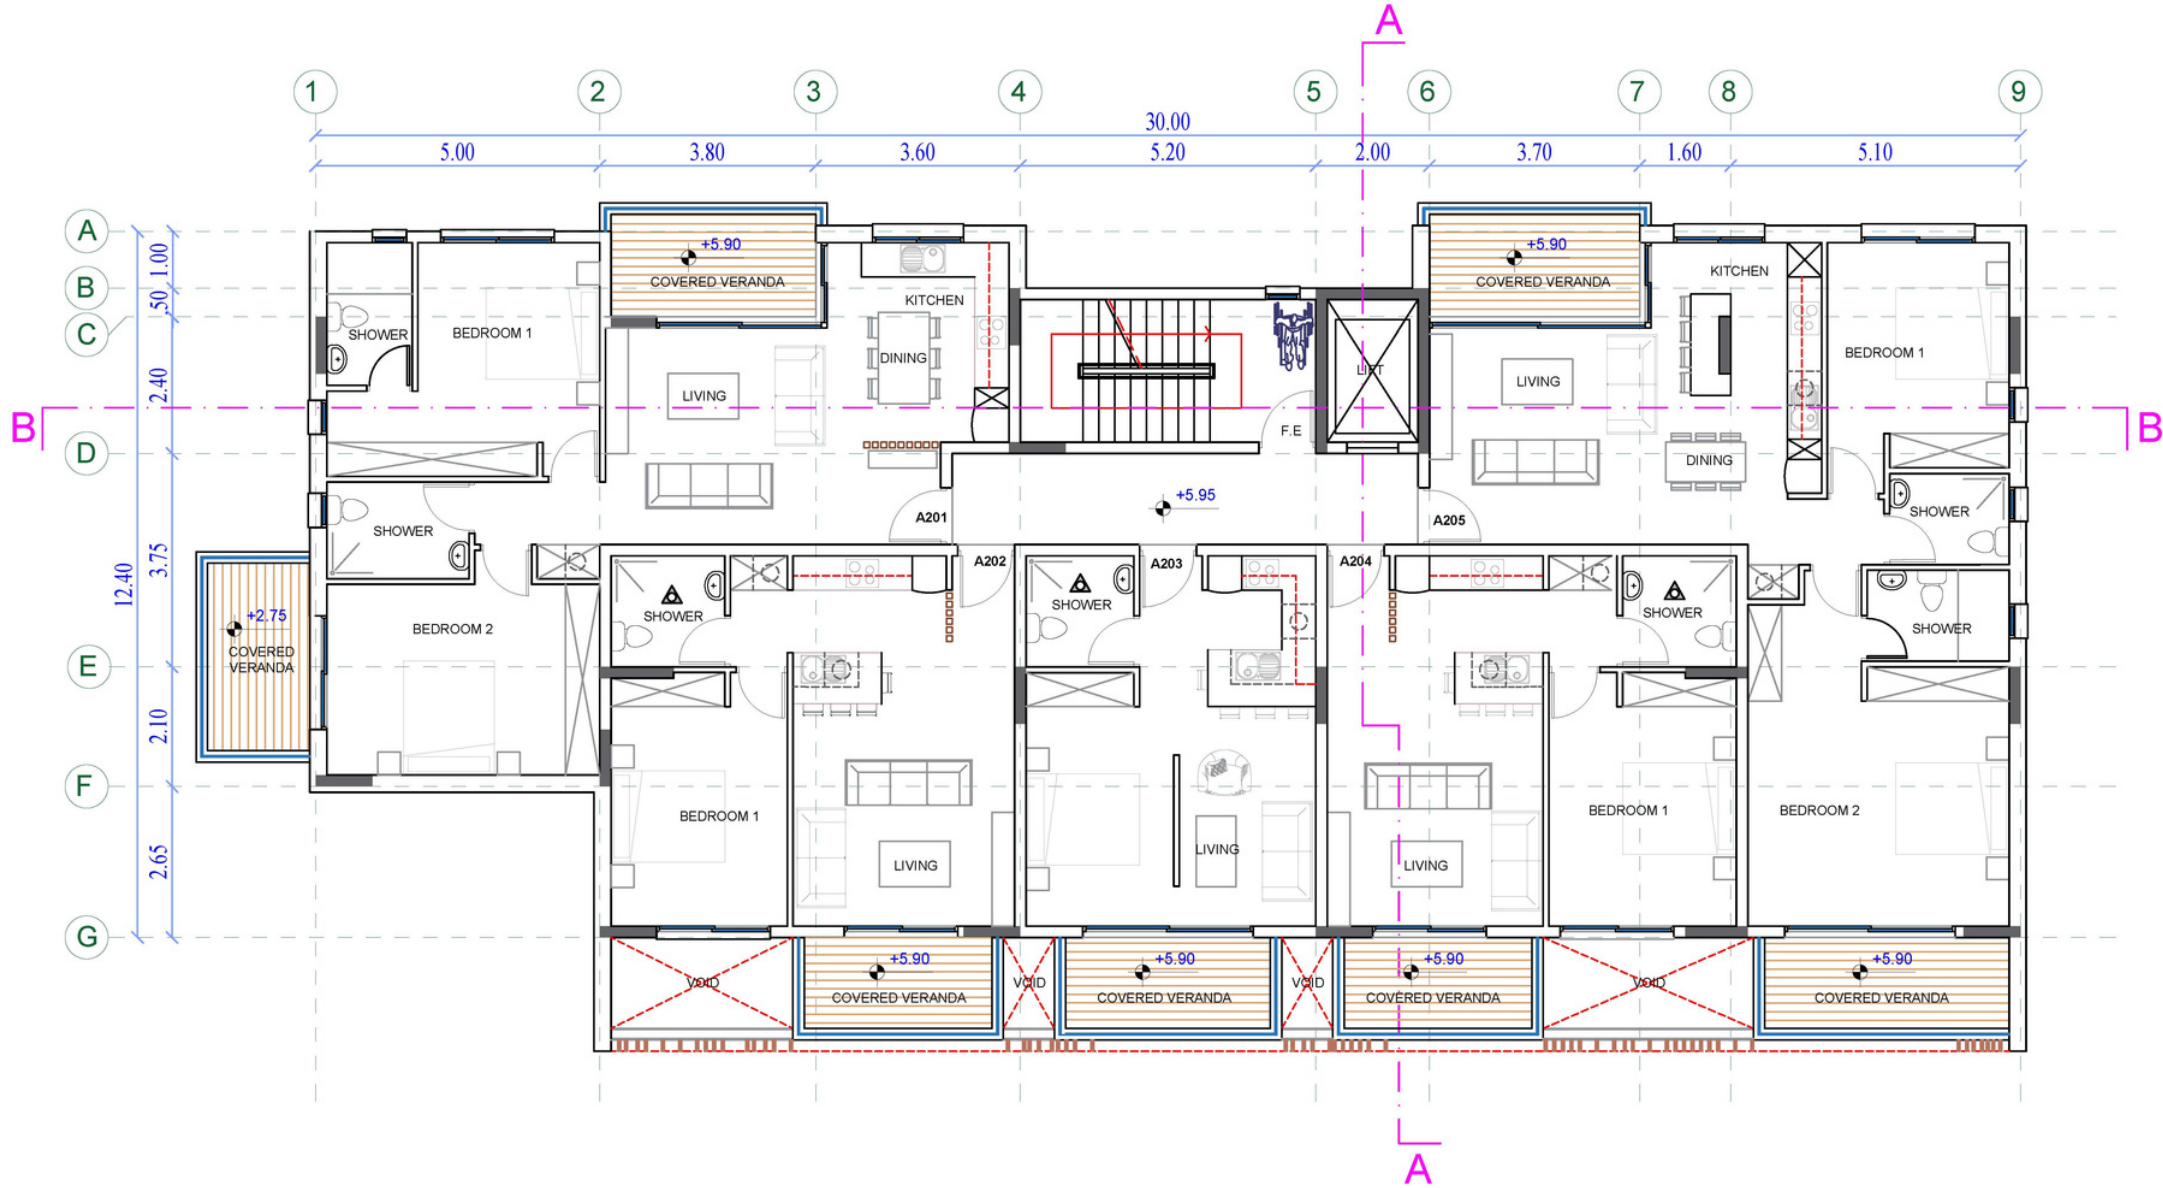 A
1 2 3 4 5 6 7 8 9
30.00
5.00 3.80 3.60 5.20 2.00 3.70 1.60 5.10
A
B
C
D
E
F
G
1.00
.50
2.40
3.75
2.10
2.65
12.40
B
B
+5.90
COVERED VERANDA
+5.90
COVERED VERANDA
KITCHEN
KITCHEN
SHOWER
BEDROOM 1
DINING
LIVING
LIFT
LIVING
BEDROOM 1
F.E
DINING
+5.95
A201
A205
SHOWER
SHOWER
A202
A203
A204
+2.75
COVERED
VERANDA
BEDROOM 2
SHOWER
SHOWER
SHOWER
SHOWER
BEDROOM 1
LIVING
LIVING
LIVING
BEDROOM 1
BEDROOM 2
VOID
+5.90
COVERED VERANDA
VOID
+5.90
COVERED VERANDA
VOID
+5.90
COVERED VERANDA
VOID
+5.90
COVERED VERANDA
A